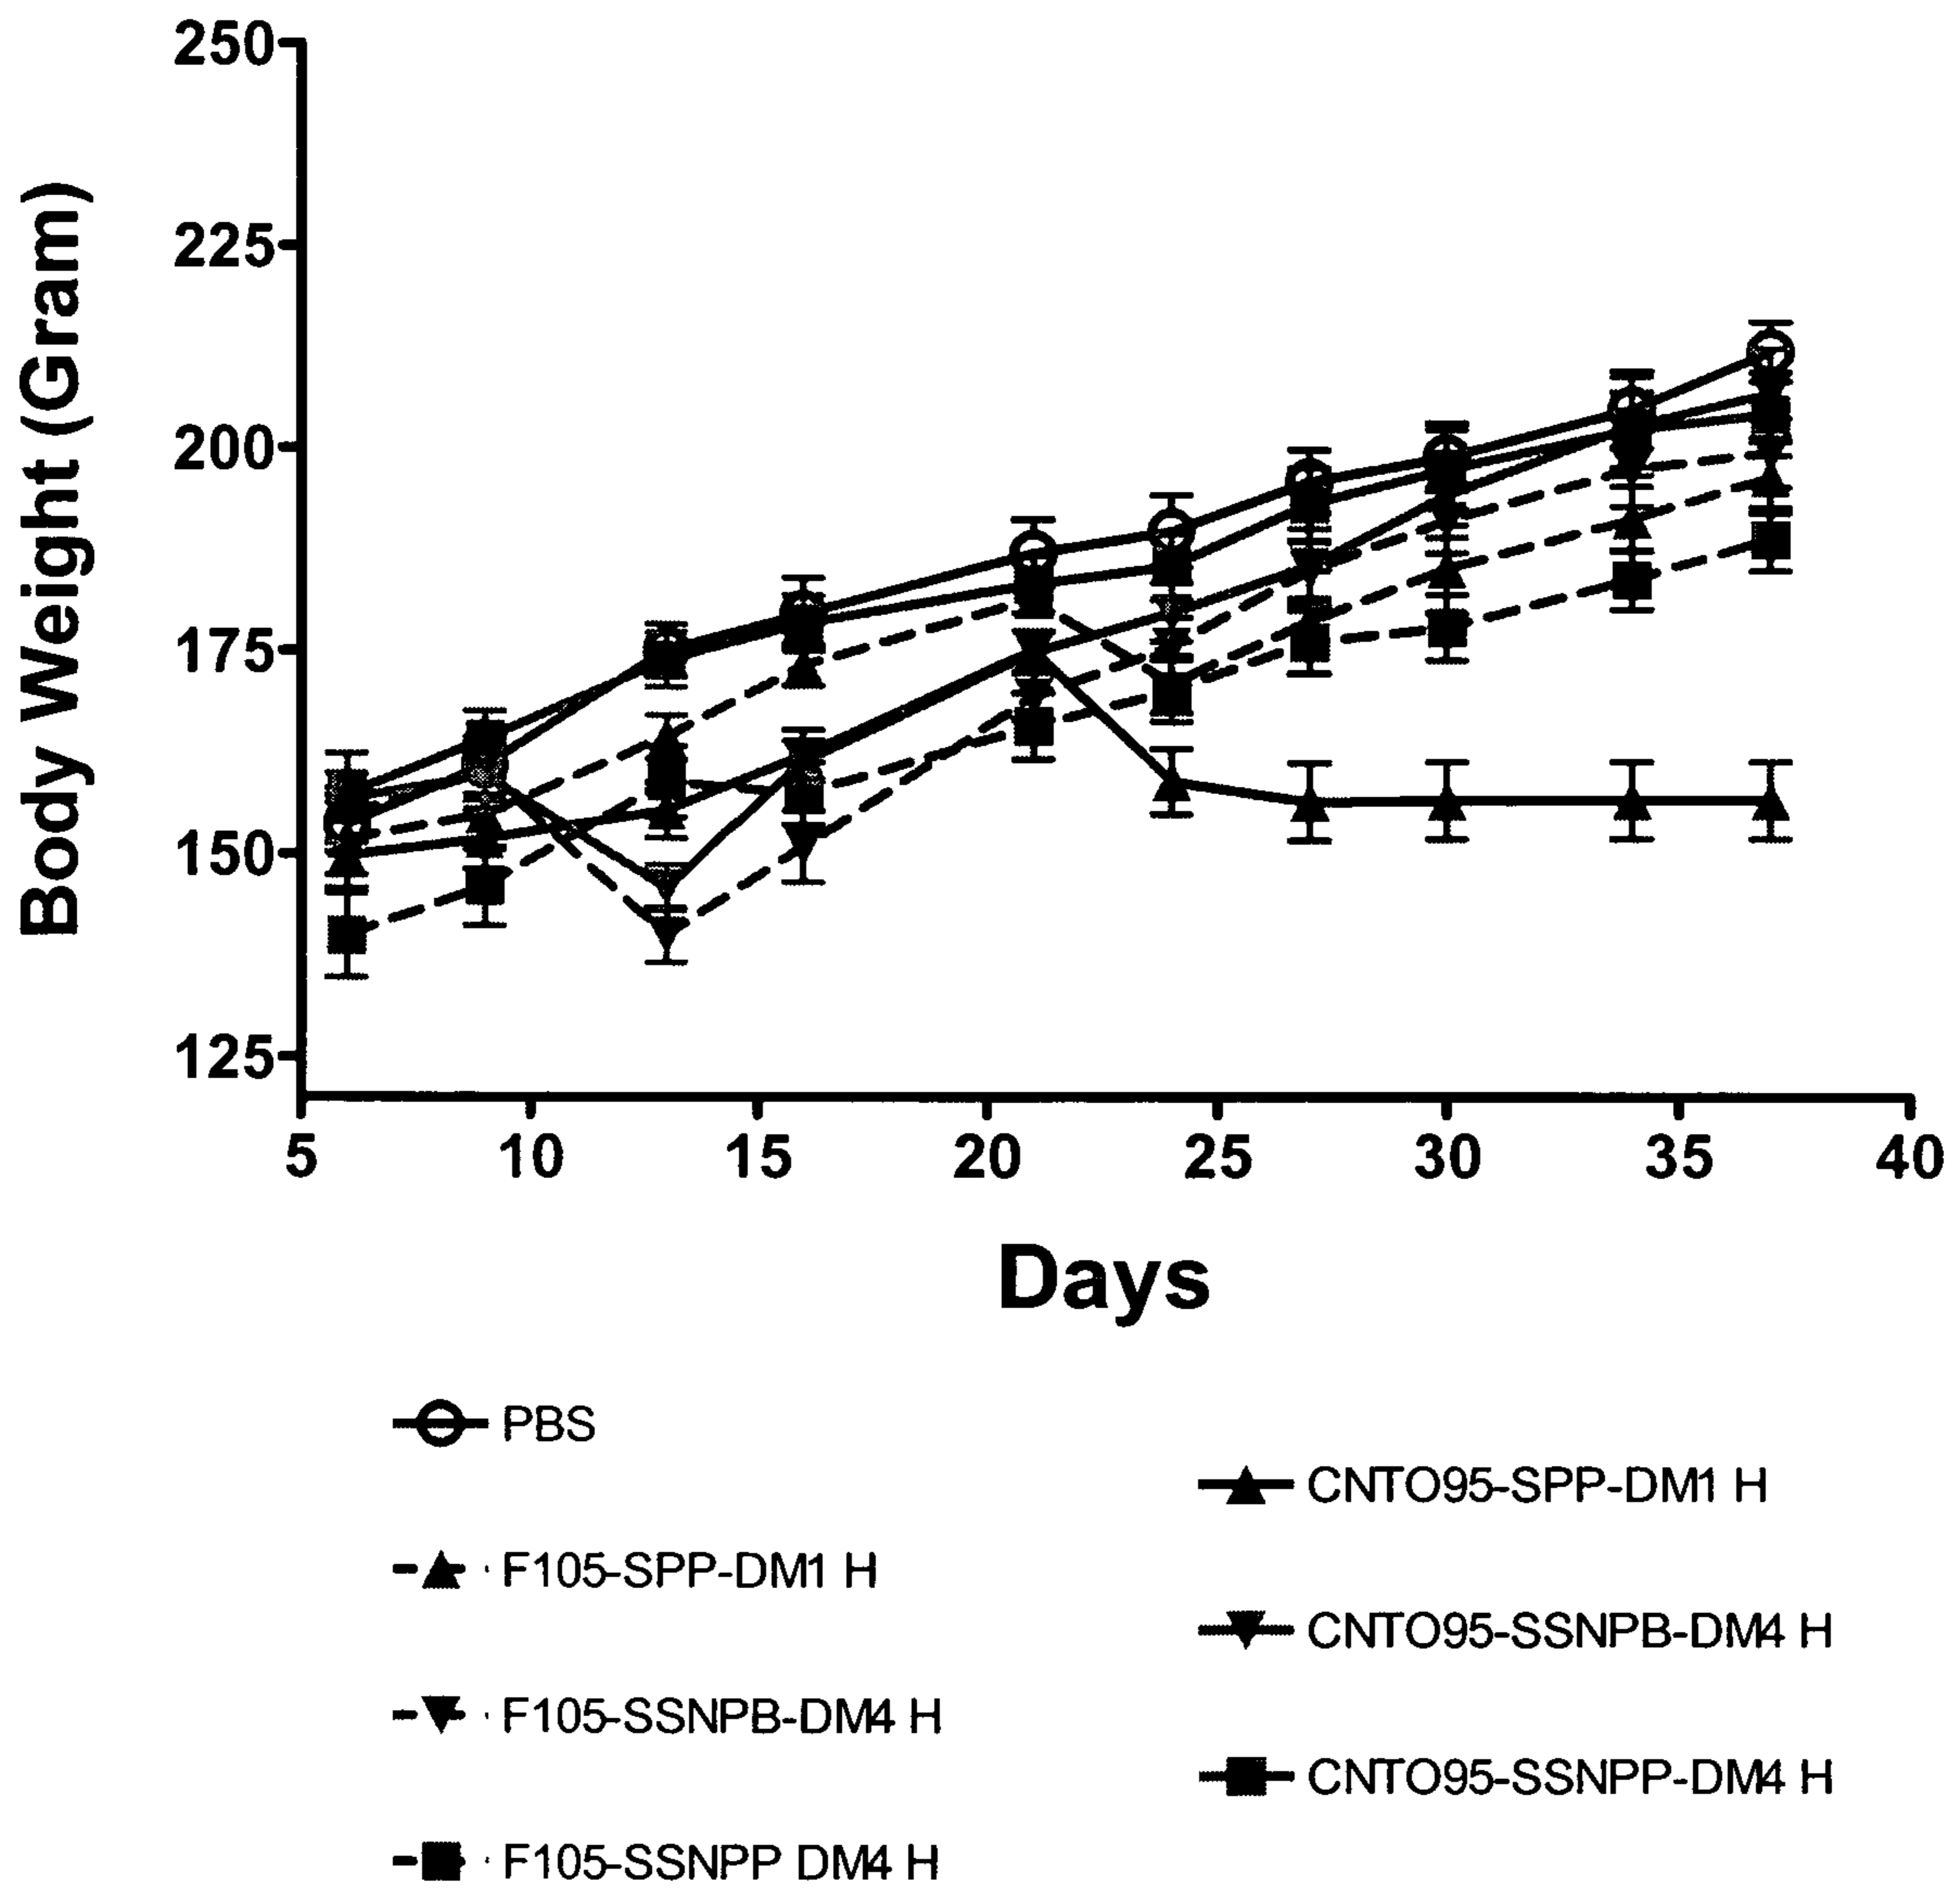 250
225
200
175
150
125
Body Weight (Gram)
5 10 15 20 25 30 35 40
Days
PBS
F105-SPP-DM1 H
F105-SSNPB-DM4 H
F105-SSNPP DM4 H
CNTO95-SPP-DM1 H
CNTO95-SSNPB-DM4 H
CNTO95-SSNPP-DM4 H